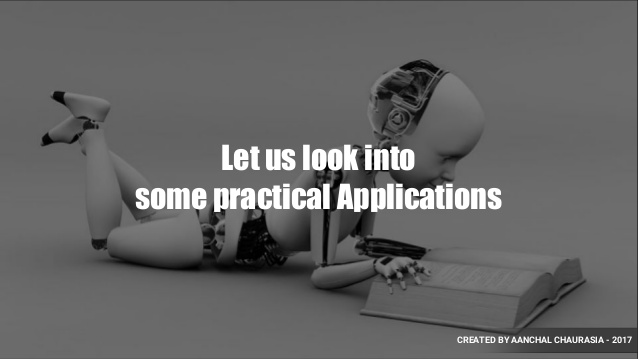 Let us look into
some practical Applications
CREATED BY AANCHAL CHAURASIA - 2017